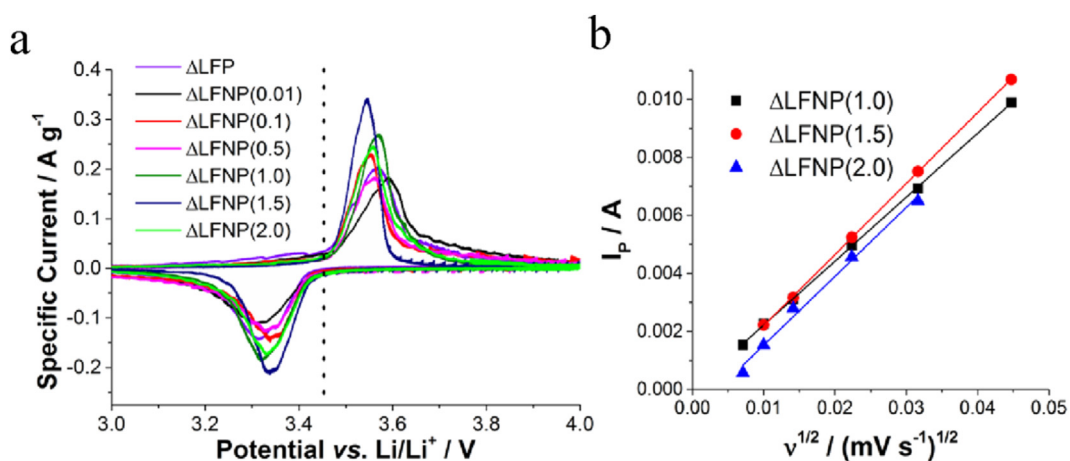 a
ΔLFP
ΔLFNP(0.01)
ΔLFNP(0.1)
ΔLFNP(0.5)
ΔLFNP(1.0)
ΔLFNP(1.5)
ΔLFNP(2.0)
0.4
0.3
0.2
0.1
0.0
-0.1
-0.2
Specific Current / A g⁻¹
3.0 3.2 3.4 3.6 3.8 4.0
Potential vs. Li/Li⁺ / V
b
ΔLFNP(1.0)
ΔLFNP(1.5)
ΔLFNP(2.0)
0.010
0.008
0.006
0.004
0.002
0.000
I_P / A
0.00 0.01 0.02 0.03 0.04 0.05
ν^1/2 / (mV s⁻¹)^1/2